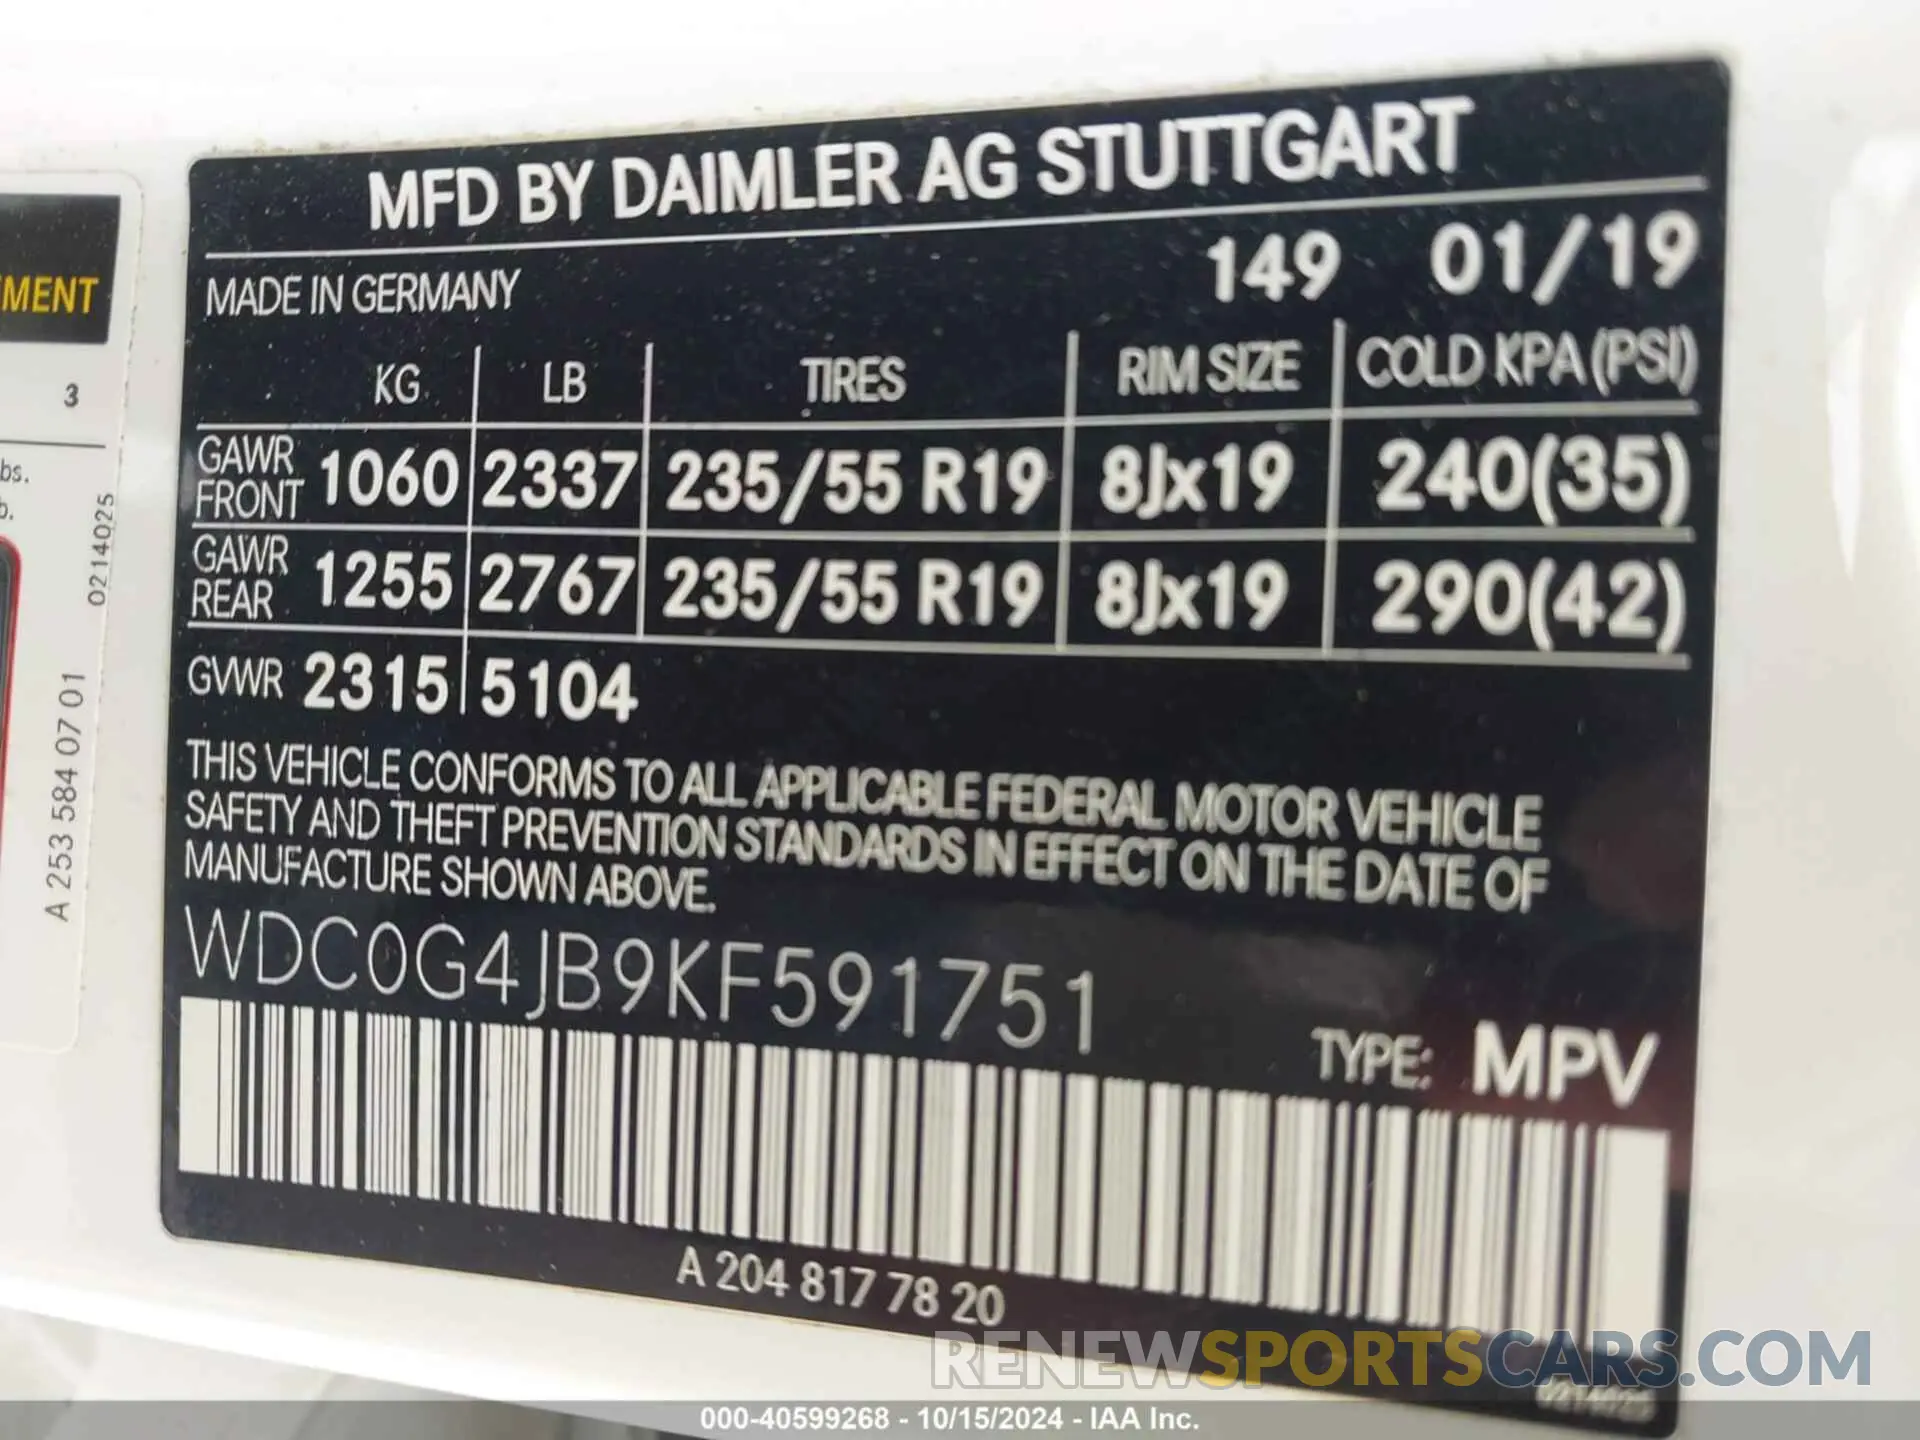 MFD BY DAIMLER AG STUTTGART
MADE IN GERMANY 149 01/19
KG LB TIRES RIM SIZE COLD KPA (PSI)
GAWR FRONT 1060 2337 235/55 R19 8Jx19 240(35)
GAWR REAR 1255 2767 235/55 R19 8Jx19 290(42)
GVWR 2315 5104
THIS VEHICLE CONFORMS TO ALL APPLICABLE FEDERAL MOTOR VEHICLE
SAFETY AND THEFT PREVENTION STANDARDS IN EFFECT ON THE DATE OF
MANUFACTURE SHOWN ABOVE.
WDC0G4JB9KF591751
TYPE: MPV
A 204 817 78 20
0214025
MENT
3
bs.
b.
0214025
A 253 584 07 01
RENEWSPORTSCARS.COM
000-40599268 - 10/15/2024 - IAA Inc.